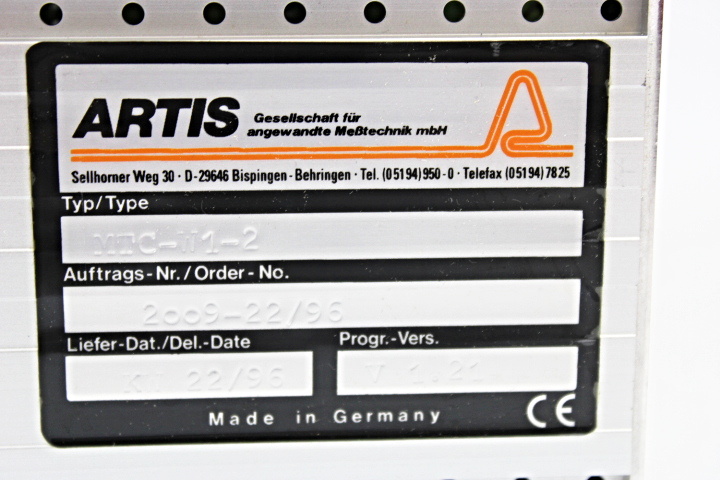 ARTIS Gesellschaft für
angewandte Meßtechnik mbH
Sellhorner Weg 30 · D-29646 Bispingen - Behringen · Tel. (05194) 950-0 · Telefax (05194) 7825
Typ/Type
MTC-W1-2
Auftrags-Nr./Order-No.
2009-22/96
Liefer-Dat./Del.-Date Progr.-Vers.
KW 22/96 V 1.21
Made in Germany CE